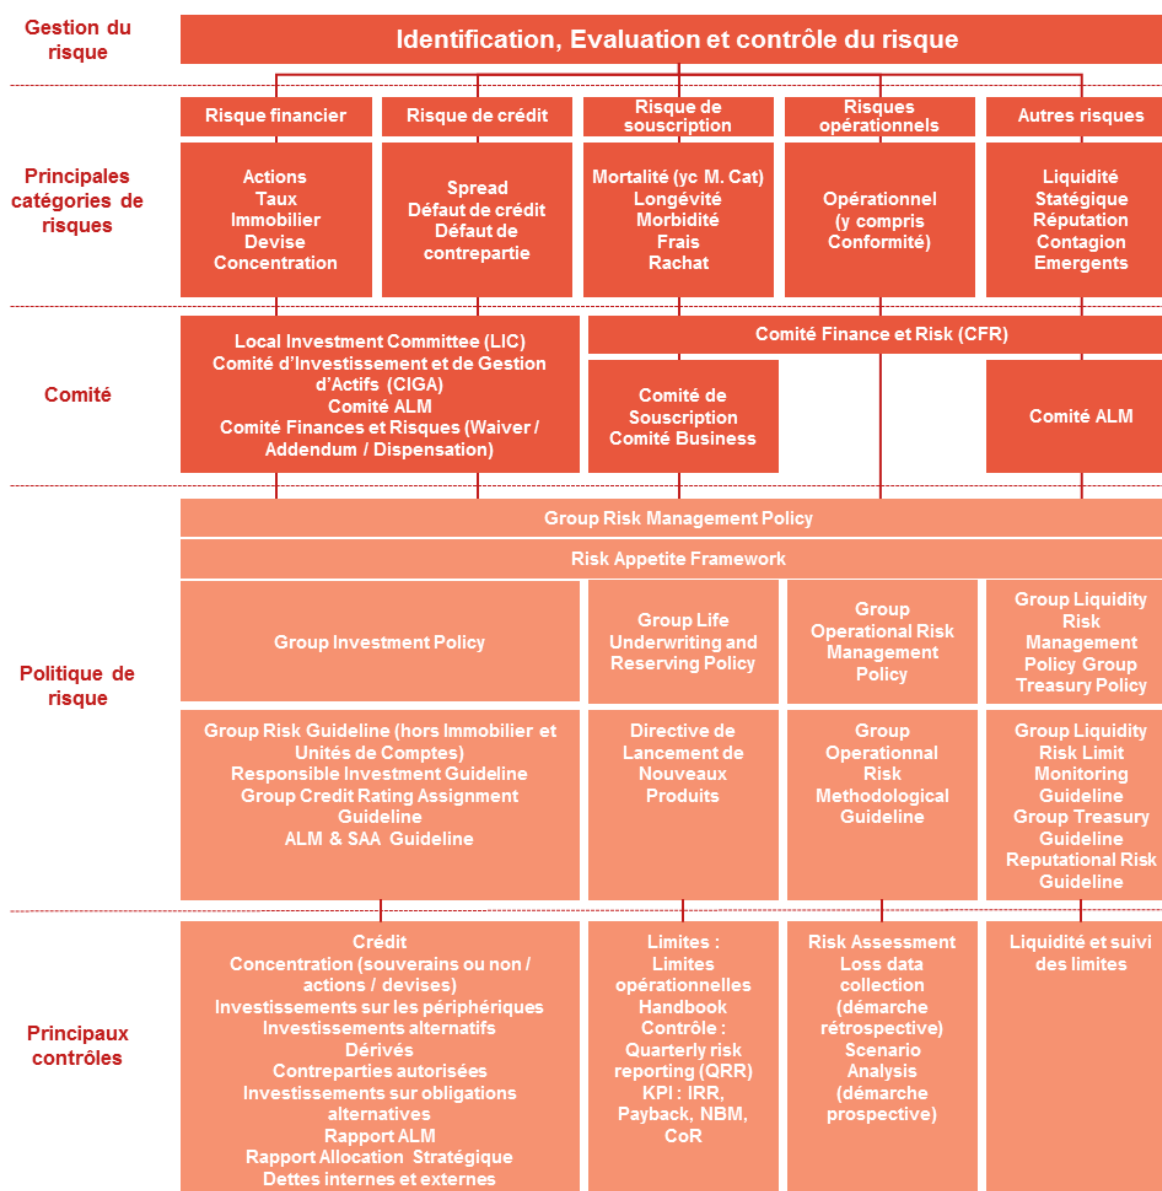 Gestion du
risque
Identification, Evaluation et contrôle du risque
Principales
catégories de
risques
Risque financier
Risque de crédit
Risque de
souscription
Risques
opérationnels
Autres risques
Actions
Taux
Immobilier
Devise
Concentration
Spread
Défaut de crédit
Défaut de
contrepartie
Mortalité (yc M. Cat)
Longévité
Morbidité
Frais
Rachat
Opérationnel
(y compris
Conformité)
Liquidité
Statégique
Réputation
Contagion
Emergents
Comité
Local Investment Committee (LIC)
Comité d'Investissement et de Gestion
d'Actifs (CIGA)
Comité ALM
Comité Finances et Risques (Waiver /
Addendum / Dispensation)
Comité Finance et Risk (CFR)
Comité de
Souscription
Comité Business
Comité ALM
Politique de
risque
Group Risk Management Policy
Risk Appetite Framework
Group Investment Policy
Group Life
Underwriting and
Reserving Policy
Group
Operational Risk
Management
Policy
Group Liquidity
Risk
Management
Policy Group
Treasury Policy
Group Risk Guideline (hors Immobilier et
Unités de Comptes)
Responsible Investment Guideline
Group Credit Rating Assignment
Guideline
ALM & SAA Guideline
Directive de
Lancement de
Nouveaux
Produits
Group
Operationnal
Risk
Methodological
Guideline
Group Liquidity
Risk Limit
Monitoring
Guideline
Group Treasury
Guideline
Reputational Risk
Guideline
Principaux
contrôles
Crédit
Concentration (souverains ou non /
actions / devises)
Investissements sur les périphériques
Investissements alternatifs
Dérivés
Contreparties autorisées
Investissements sur obligations
alternatives
Rapport ALM
Rapport Allocation Stratégique
Dettes internes et externes
Limites :
Limites
opérationnelles
Handbook
Contrôle :
Quarterly risk
reporting (QRR)
KPI : IRR,
Payback, NBM,
CoR
Risk Assessment
Loss data
collection
(démarche
rétrospective)
Scenario
Analysis
(démarche
prospective)
Liquidité et suivi
des limites